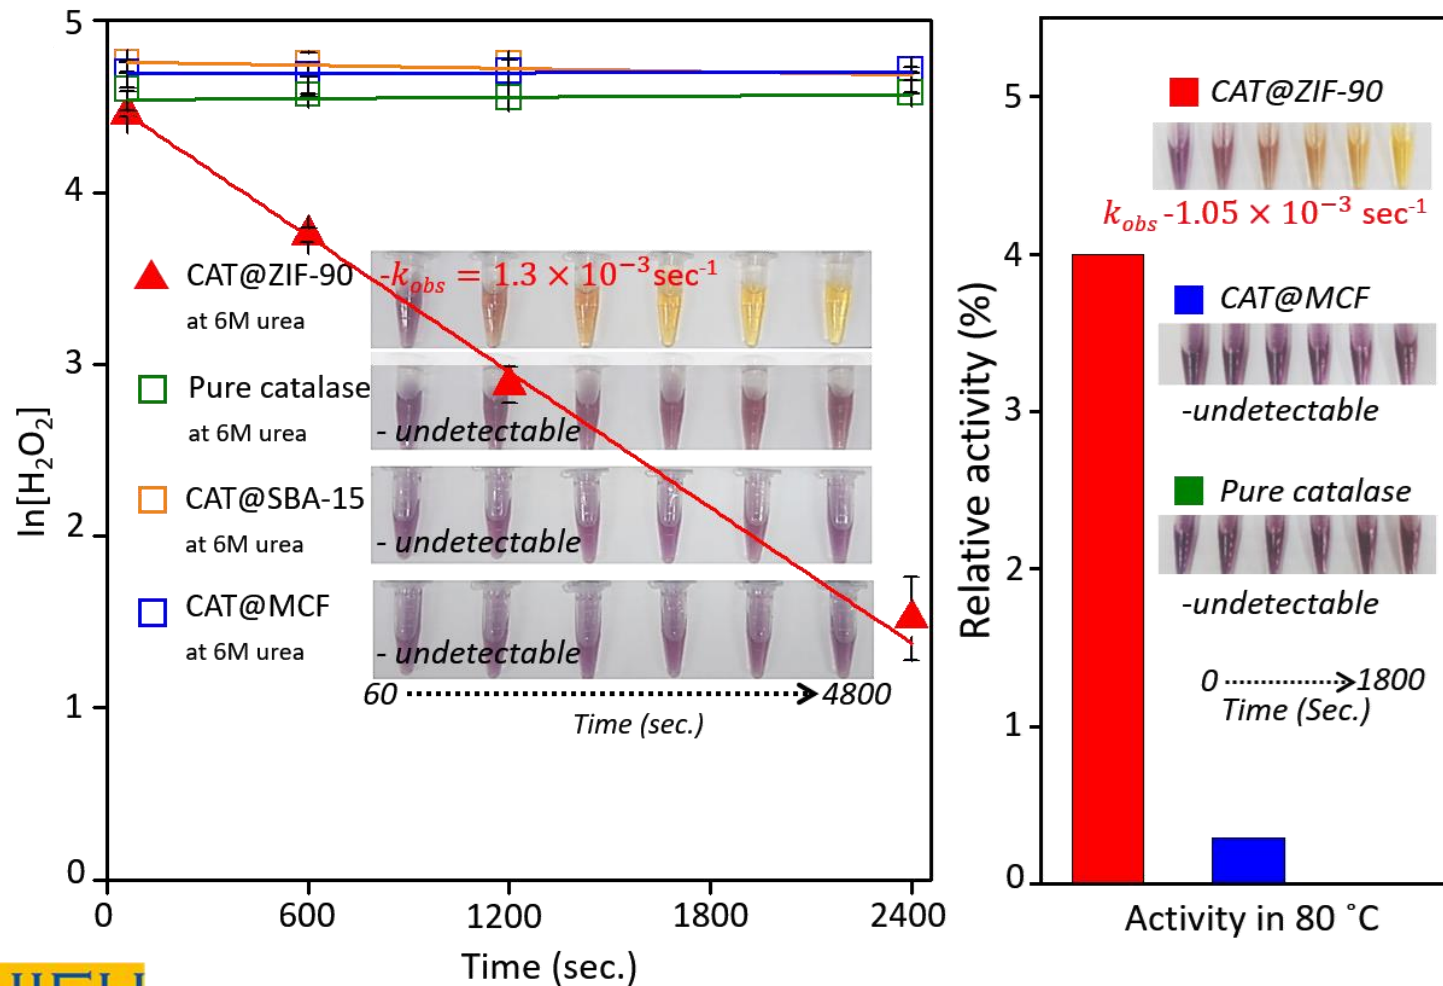 5
4
3
2
1
0
ln[H₂O₂]
0
600
1200
1800
2400
Time (sec.)
CAT@ZIF-90
at 6M urea
-k_obs = 1.3 × 10⁻³ sec⁻¹
Pure catalase
at 6M urea
- undetectable
CAT@SBA-15
at 6M urea
- undetectable
CAT@MCF
at 6M urea
- undetectable
60
4800
Time (sec.)
5
4
3
2
1
0
Relative activity (%)
CAT@ZIF-90
k_obs -1.05 × 10⁻³ sec⁻¹
CAT@MCF
-undetectable
Pure catalase
-undetectable
0
1800
Time (Sec.)
Activity in 80 ˚C